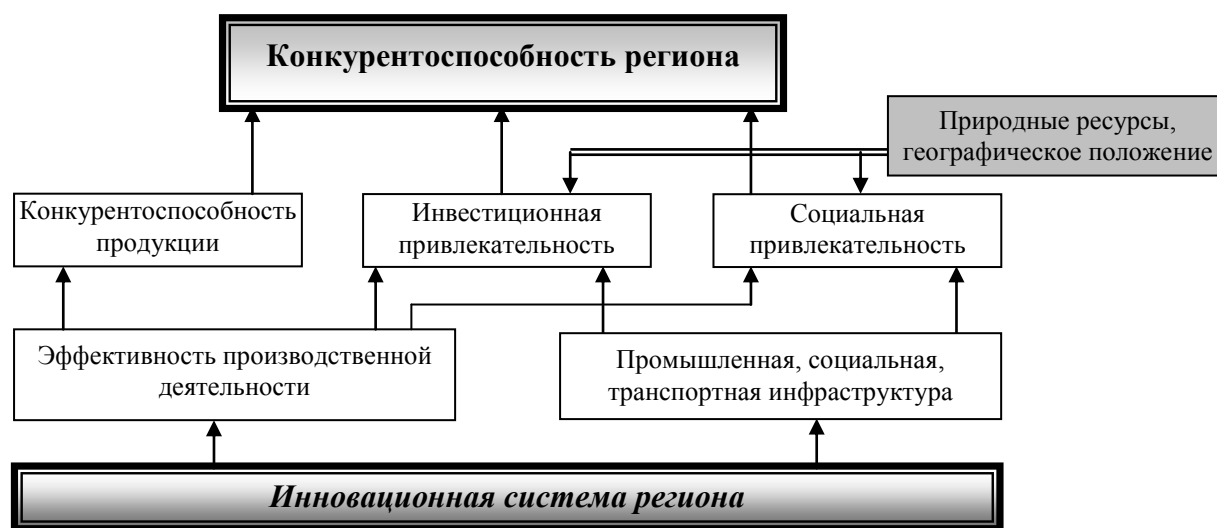 Конкурентоспособность региона
Природные ресурсы,
географическое положение
Конкурентоспособность
продукции
Инвестиционная
привлекательность
Социальная
привлекательность
Эффективность производственной
деятельности
Промышленная, социальная,
транспортная инфраструктура
Инновационная система региона